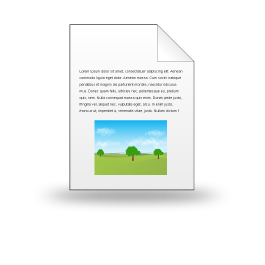 Lorem ipsum dolor sit amet, consectetuer adipiscing elit. Aenean
commodo ligula eget dolor. Aenean massa. Cum sociis natoque
penatibus et magnis dis parturient montes, nascetur ridiculus
mus. Donec quam felis, ultricies nec, pellentesque eu, pretium
quis, sem. Nulla consequat massa quis enim. Donec pede justo,
fringilla vel, aliquet nec, vulputate eget, arcu. In enim justo,
rhoncus ut, imperdiet a, venenatis vitae, justo. Nullam dictum f